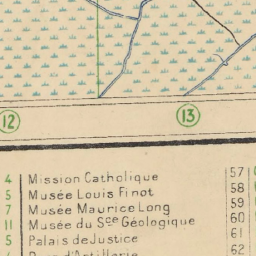 12
13
4 Mission Catholique 57
5 Musée Louis Finot 58
7 Musée Maurice Long 59
11 Musée du Sce Géologique 60
5 Palais de Justice 61
d'Artillerie 62